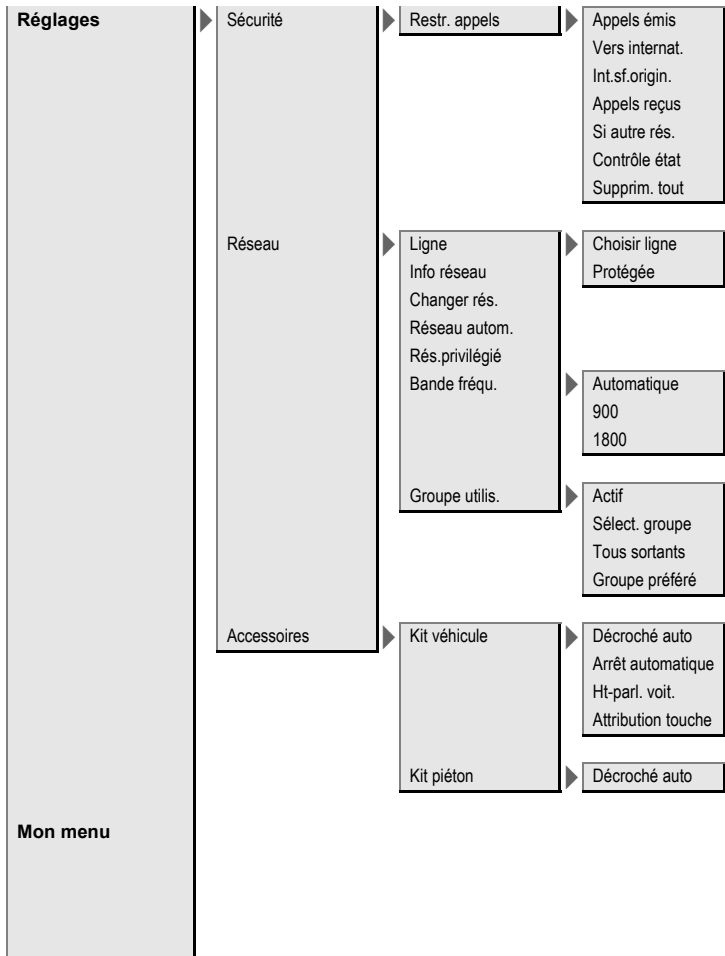 Réglages
Sécurité
Restr. appels
Appels émis
Vers internat.
Int.sf.origin.
Appels reçus
Si autre rés.
Contrôle état
Supprim. tout
Réseau
Ligne
Choisir ligne
Protégée
Info réseau
Changer rés.
Réseau autom.
Rés.privilégié
Bande fréqu.
Automatique
900
1800
Groupe utilis.
Actif
Sélect. groupe
Tous sortants
Groupe préféré
Accessoires
Kit véhicule
Décroché auto
Arrêt automatique
Ht-parl. voit.
Attribution touche
Kit piéton
Décroché auto
Mon menu